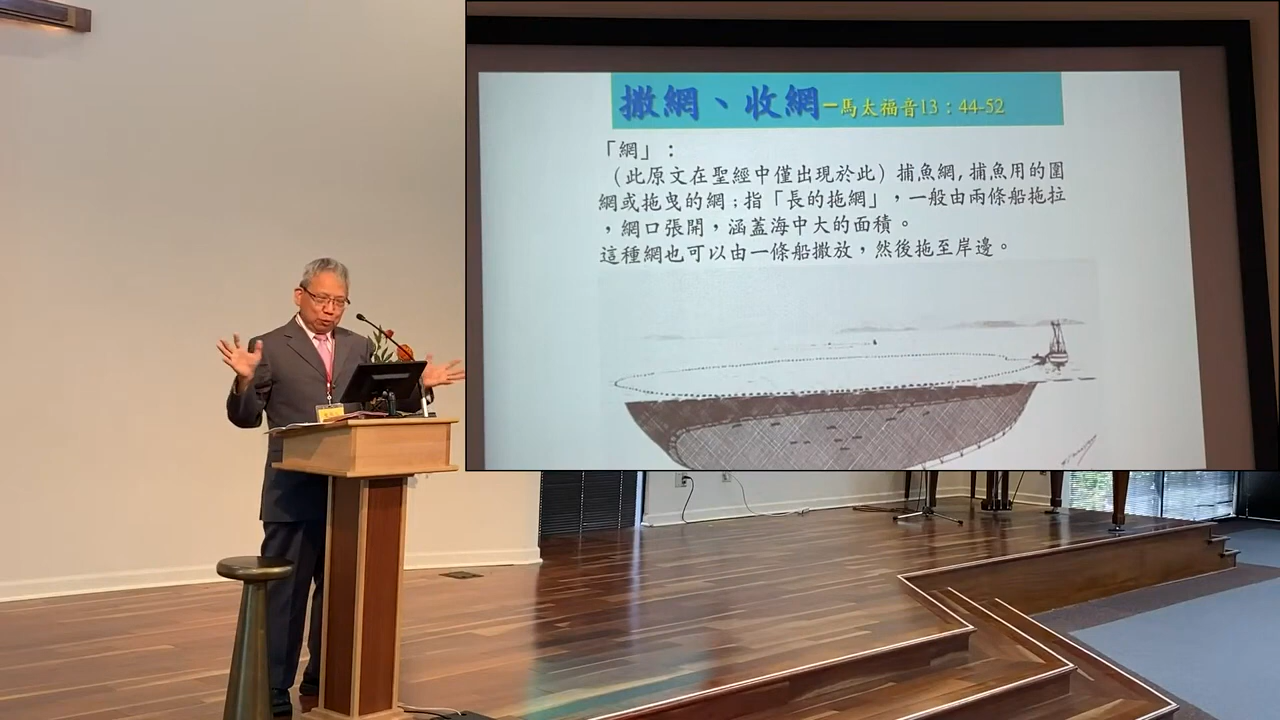 撒網、收網–馬太福音13：44-52
「網」：
（此原文在聖經中僅出現於此）捕魚網,捕魚用的圍
網或拖曳的網;指「長的拖網」，一般由兩條船拖拉
，網口張開，涵蓋海中大的面積。
這種網也可以由一條船撒放，然後拖至岸邊。